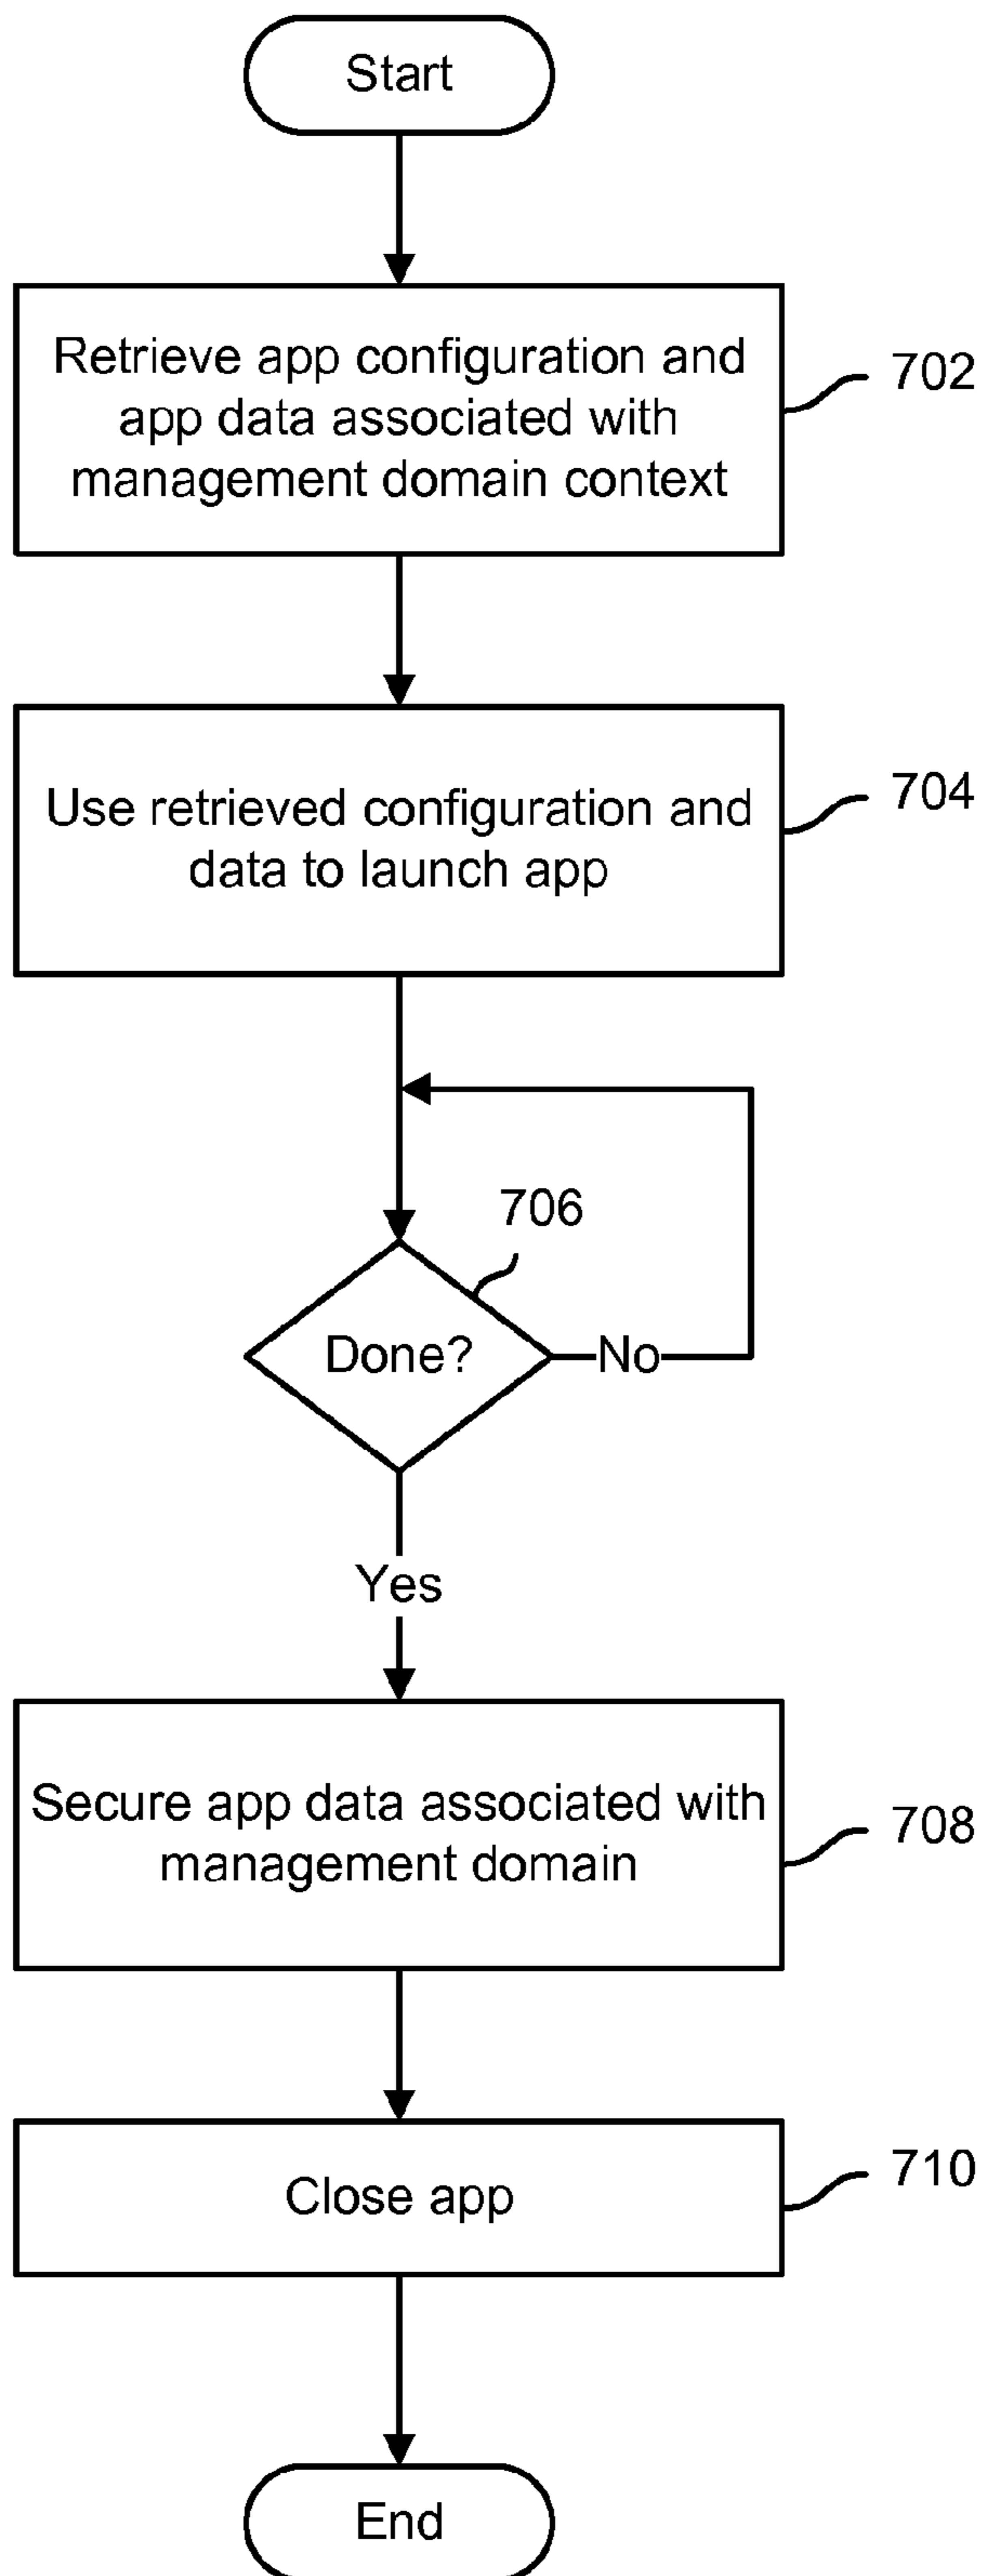 Start
Retrieve app configuration and
app data associated with
management domain context
702
Use retrieved configuration and
data to launch app
704
706
Done?
No
Yes
Secure app data associated with
management domain
708
Close app
710
End